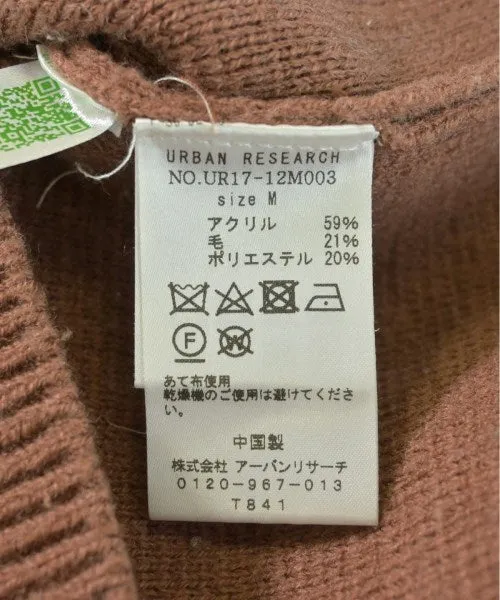 URBAN RESEARCH
NO.UR17-12M003
size M
アクリル 59%
毛 21%
ポリエステル 20%
F
W
あて布使用
乾燥機のご使用は避けてくださ
い。
中国製
株式会社 アーバンリサーチ
0120-967-013
T841